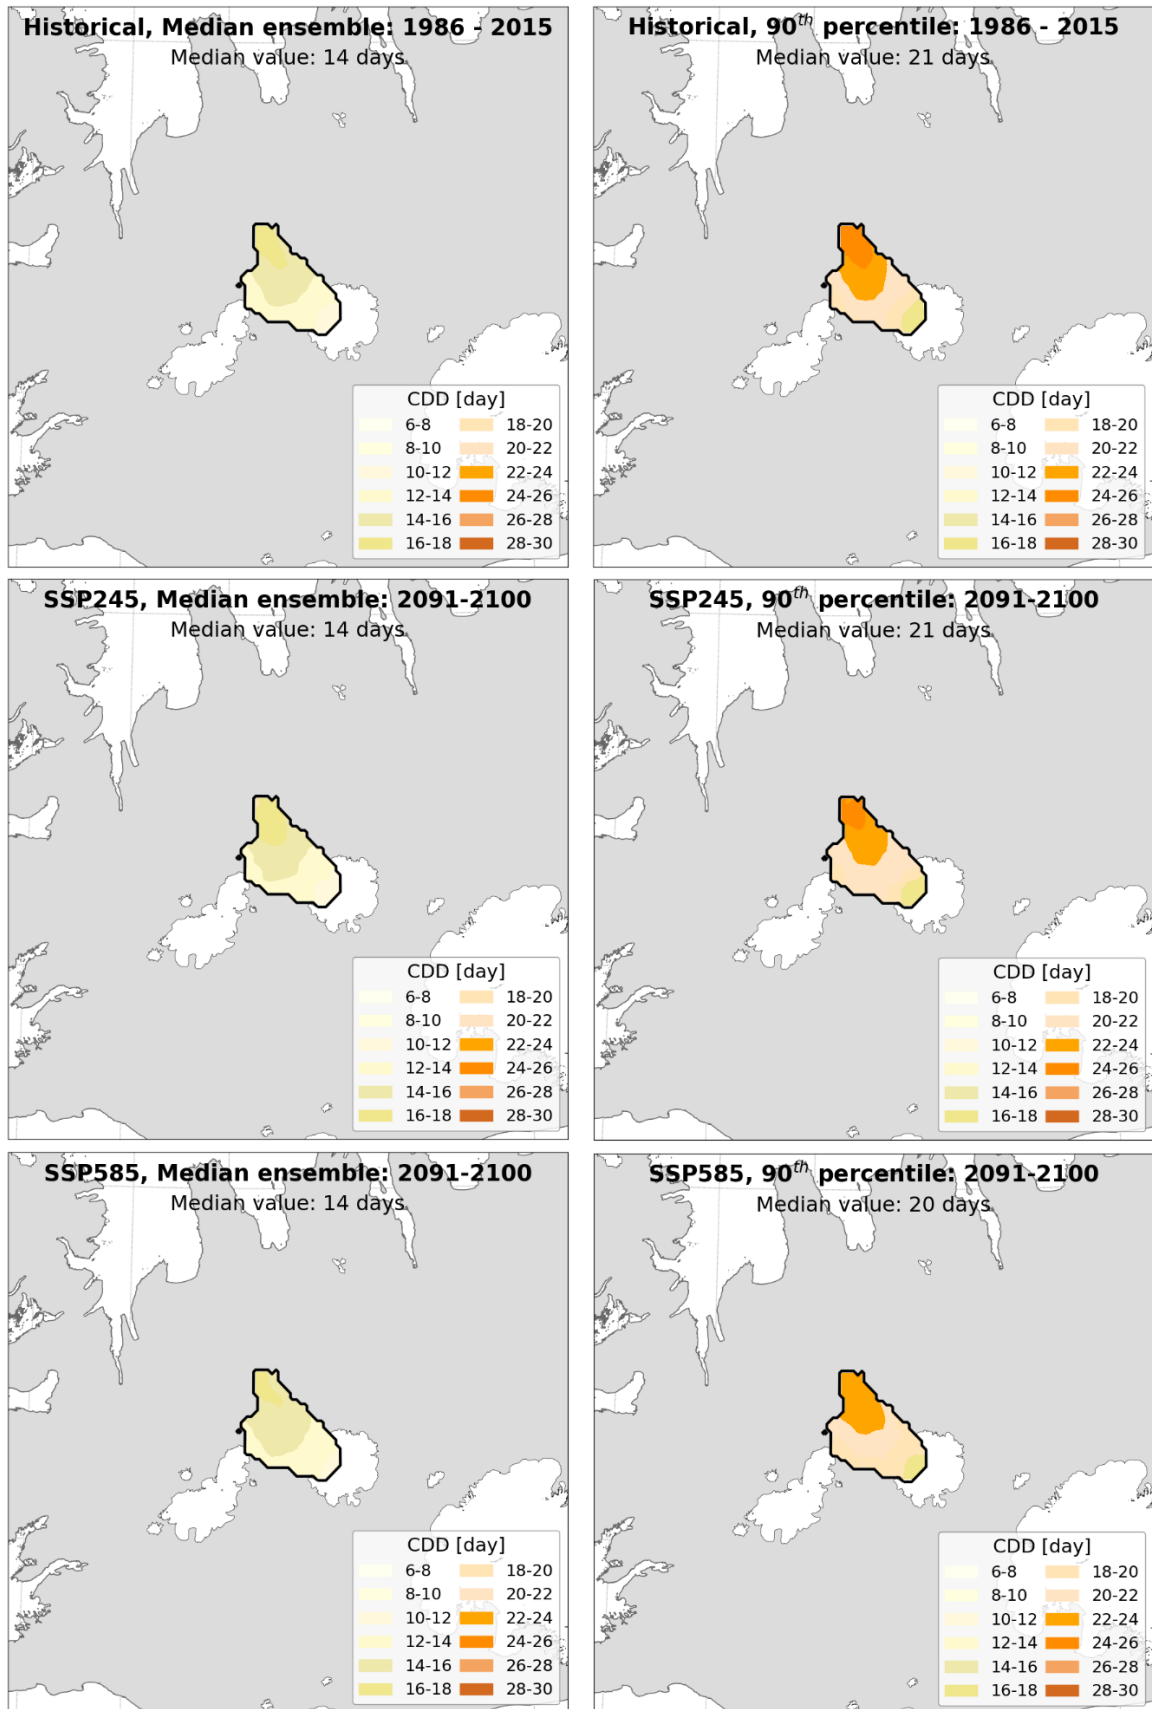 Historical, Median ensemble: 1986 - 2015
Median value: 14 days
CDD [day]
6-8 18-20
8-10 20-22
10-12 22-24
12-14 24-26
14-16 26-28
16-18 28-30
Historical, 90th percentile: 1986 - 2015
Median value: 21 days
CDD [day]
6-8 18-20
8-10 20-22
10-12 22-24
12-14 24-26
14-16 26-28
16-18 28-30
SSP245, Median ensemble: 2091-2100
Median value: 14 days
CDD [day]
6-8 18-20
8-10 20-22
10-12 22-24
12-14 24-26
14-16 26-28
16-18 28-30
SSP245, 90th percentile: 2091-2100
Median value: 21 days
CDD [day]
6-8 18-20
8-10 20-22
10-12 22-24
12-14 24-26
14-16 26-28
16-18 28-30
SSP585, Median ensemble: 2091-2100
Median value: 14 days
CDD [day]
6-8 18-20
8-10 20-22
10-12 22-24
12-14 24-26
14-16 26-28
16-18 28-30
SSP585, 90th percentile: 2091-2100
Median value: 20 days
CDD [day]
6-8 18-20
8-10 20-22
10-12 22-24
12-14 24-26
14-16 26-28
16-18 28-30